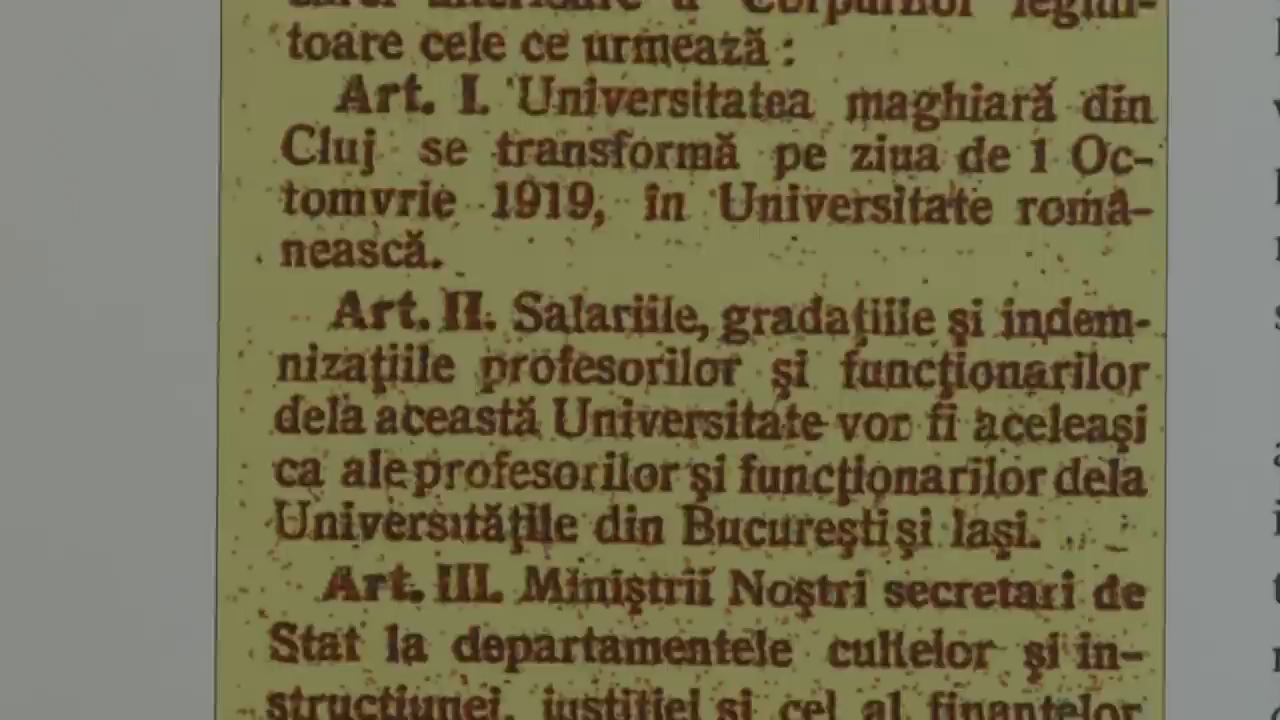 toare cele ce urmează :
Art. I. Universitatea maghiară din
Cluj se transformă pe ziua de 1 Oc-
tomvrie 1919, în Universitate româ-
nească.
Art. II. Salariile, gradațiile și indem-
nizațiile profesorilor și funcționarilor
dela această Universitate vor fi aceleași
ca ale profesorilor și funcționarilor dela
Universitățile din București și Iași.
Art. III. Miniștrii Noștri secretari de
Stat la departamentele cultelor și in-
strucțiunei, justiției și cel al finanțelor